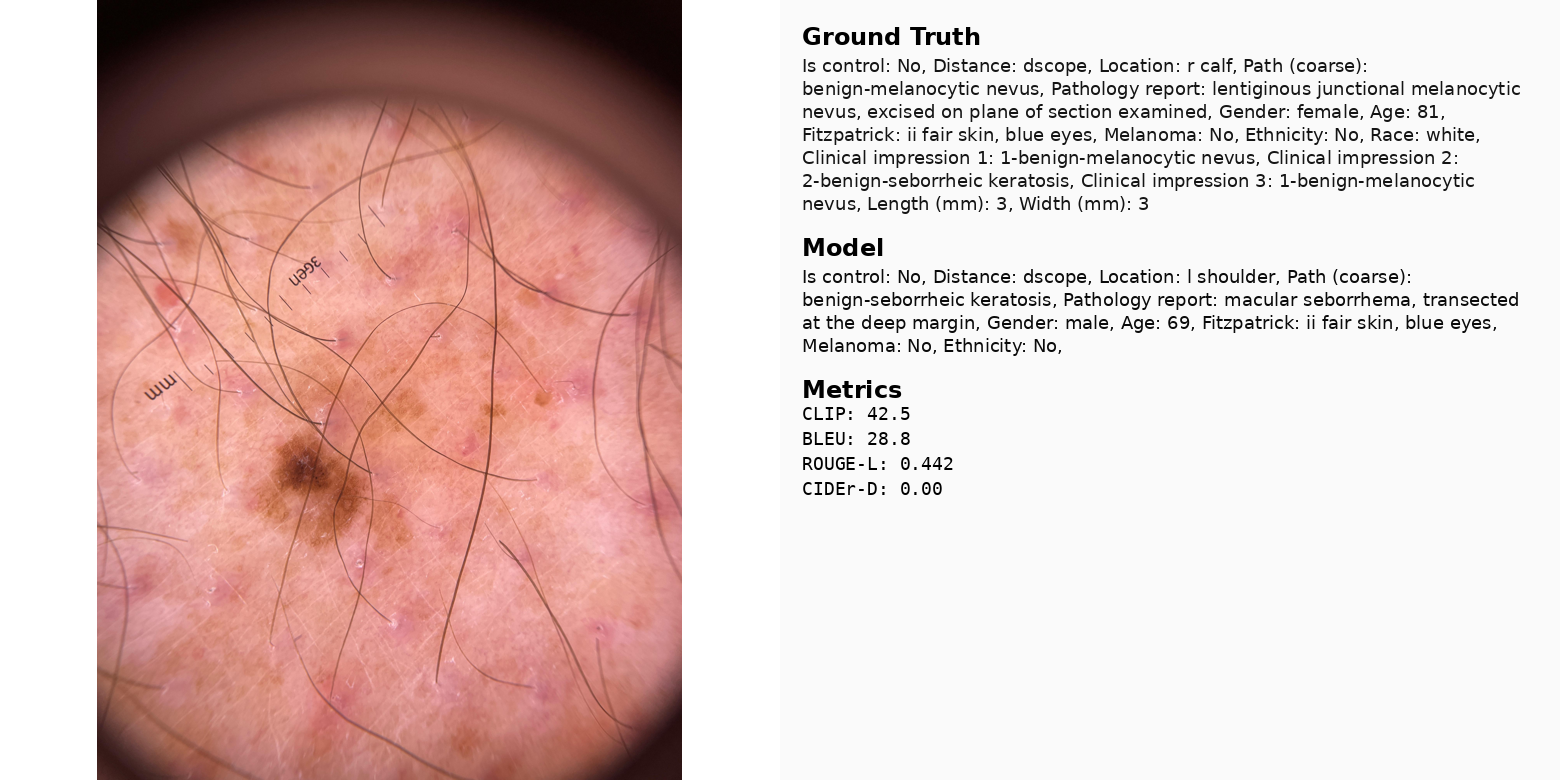 3Gen
mm
Ground Truth
Is control: No, Distance: dscope, Location: r calf, Path (coarse):
benign-melanocytic nevus, Pathology report: lentiginous junctional melanocytic
nevus, excised on plane of section examined, Gender: female, Age: 81,
Fitzpatrick: ii fair skin, blue eyes, Melanoma: No, Ethnicity: No, Race: white,
Clinical impression 1: 1-benign-melanocytic nevus, Clinical impression 2:
2-benign-seborrheic keratosis, Clinical impression 3: 1-benign-melanocytic
nevus, Length (mm): 3, Width (mm): 3
Model
Is control: No, Distance: dscope, Location: l shoulder, Path (coarse):
benign-seborrheic keratosis, Pathology report: macular seborrhema, transected
at the deep margin, Gender: male, Age: 69, Fitzpatrick: ii fair skin, blue eyes,
Melanoma: No, Ethnicity: No,
Metrics
CLIP: 42.5
BLEU: 28.8
ROUGE-L: 0.442
CIDEr-D: 0.00